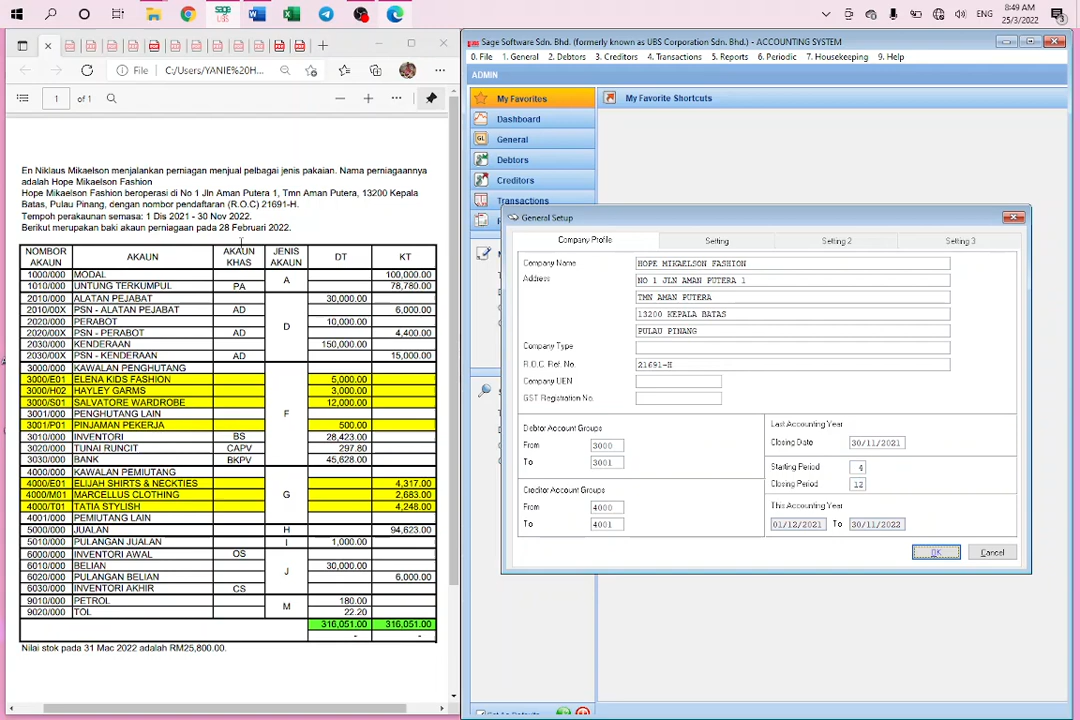 ENG
8:49 AM
25/3/2022
3
File
C:/Users/YANIE%20H...
1 of 1
En Niklaus Mikaelson menjalankan perniagan menjual pelbagai jenis pakaian. Nama perniagaannya
adalah Hope Mikaelson Fashion
Hope Mikaelson Fashion beroperasi di No 1 Jln Aman Putera 1, Tmn Aman Putera, 13200 Kepala
Batas, Pulau Pinang, dengan nombor pendaftaran (R.O.C) 21691-H.
Tempoh perakaunan semasa: 1 Dis 2021 - 30 Nov 2022.
Berikut merupakan baki akaun perniagaan pada 28 Februari 2022.
NOMBOR AKAUN AKAUN AKAUN KHAS JENIS AKAUN DT KT
1000/000 MODAL A 100,000.00
1010/000 UNTUNG TERKUMPUL PA 78,780.00
2010/000 ALATAN PEJABAT D 30,000.00
2010/00X PSN - ALATAN PEJABAT AD 6,000.00
2020/000 PERABOT 10,000.00
2020/00X PSN - PERABOT AD 4,400.00
2030/000 KENDERAAN 150,000.00
2030/00X PSN - KENDERAAN AD 15,000.00
3000/000 KAWALAN PENGHUTANG F
3000/E01 ELENA KIDS FASHION 5,000.00
3000/H02 HAYLEY GARMS 3,000.00
3000/S01 SALVATORE WARDROBE 12,000.00
3001/000 PENGHUTANG LAIN
3001/P01 PINJAMAN PEKERJA 500.00
3010/000 INVENTORI BS 28,423.00
3020/000 TUNAI RUNCIT CAPV 297.80
3030/000 BANK BKPV 45,628.00
4000/000 KAWALAN PEMIUTANG G
4000/E01 ELIJAH SHIRTS & NECKTIES 4,317.00
4000/M01 MARCELLUS CLOTHING 2,683.00
4000/T01 TATIA STYLISH 4,248.00
4001/000 PEMIUTANG LAIN
5000/000 JUALAN H 94,623.00
5010/000 PULANGAN JUALAN I 1,000.00
6000/000 INVENTORI AWAL OS J
6010/000 BELIAN 30,000.00
6020/000 PULANGAN BELIAN 6,000.00
6030/000 INVENTORI AKHIR CS
9010/000 PETROL M 180.00
9020/000 TOL 22.20
316,051.00 316,051.00
- -
Nilai stok pada 31 Mac 2022 adalah RM25,800.00.
Sage Software Sdn. Bhd. (formerly known as UBS Corporation Sdn. Bhd.) - ACCOUNTING SYSTEM
0. File 1. General 2. Debtors 3. Creditors 4. Transactions 5. Reports 6. Periodic 7. Housekeeping 9. Help
ADMIN
My Favorites
My Favorite Shortcuts
Dashboard
General
Debtors
Creditors
Transactions
General Setup
Company Profile Setting Setting 2 Setting 3
Company Name HOPE MIKAELSON FASHION
Address NO 1 JLN AMAN PUTERA 1
TMN AMAN PUTERA
13200 KEPALA BATAS
PULAU PINANG
Company Type
R.O.C. Ref. No. 21691-H
Company UEN
GST Registration No.
Debtor Account Groups
From 3000
To 3001
Creditor Account Groups
From 4000
To 4001
Last Accounting Year
Closing Date 30/11/2021
Starting Period 4
Closing Period 12
This Accounting Year
01/12/2021 To 30/11/2022
OK
Cancel